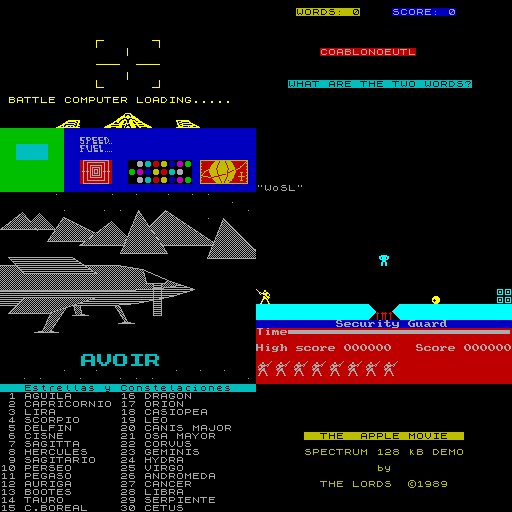 WORDS: 0 SCORE: 0
COABLONOEUTL
WHAT ARE THE TWO WORDS?
BATTLE COMPUTER LOADING.....
SPEED..
FUEL...
"WoSL"
AVOIR
Security Guard
Time
High score 000000 Score 000000
Estrellas y Constelaciones
1 AGUILA 16 DRAGON
2 CAPRICORNIO 17 ORION
3 LIRA 18 CASIOPEA
4 SCORPIO 19 LEO
5 DELFIN 20 CANIS MAJOR
6 CISNE 21 OSA MAYOR
7 SAGITTA 22 CORVUS
8 HERCULES 23 GEMINIS
9 SAGITARIO 24 HYDRA
10 PERSEO 25 VIRGO
11 PEGASO 26 ANDROMEDA
12 AURIGA 27 CANCER
13 BOOTES 28 LIBRA
14 TAURO 29 SERPIENTE
15 C.BOREAL 30 CETUS
THE APPLE MOVIE
SPECTRUM 128 KB DEMO
by
THE LORDS ©1989